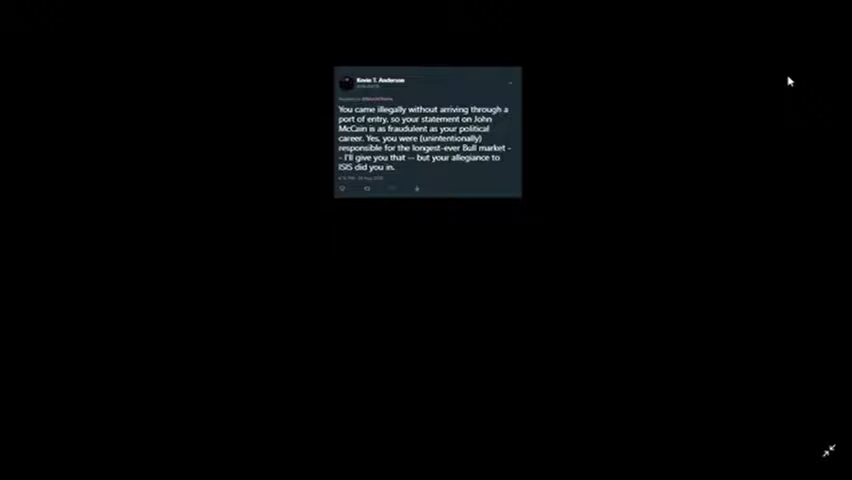 Kevin T. Anderson
You came illegally without arriving through a
port of entry, so your statement on John
McCain is as fraudulent as your political
career. Yes, you were (unintentionally)
responsible for the longest-ever Bull market -
- I'll give you that -- but your allegiance to
ISIS did you in.